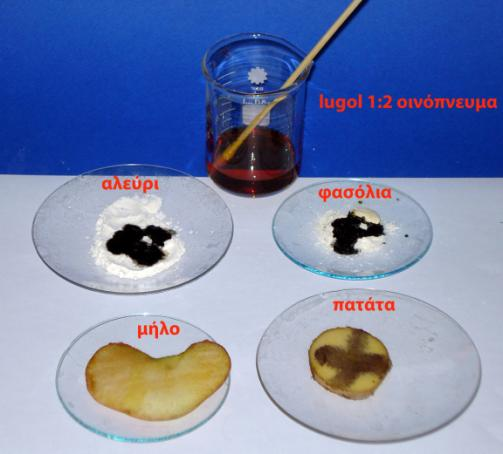 lugol 1:2 οινόπνευμα
αλεύρι
φασόλια
μήλο
πατάτα